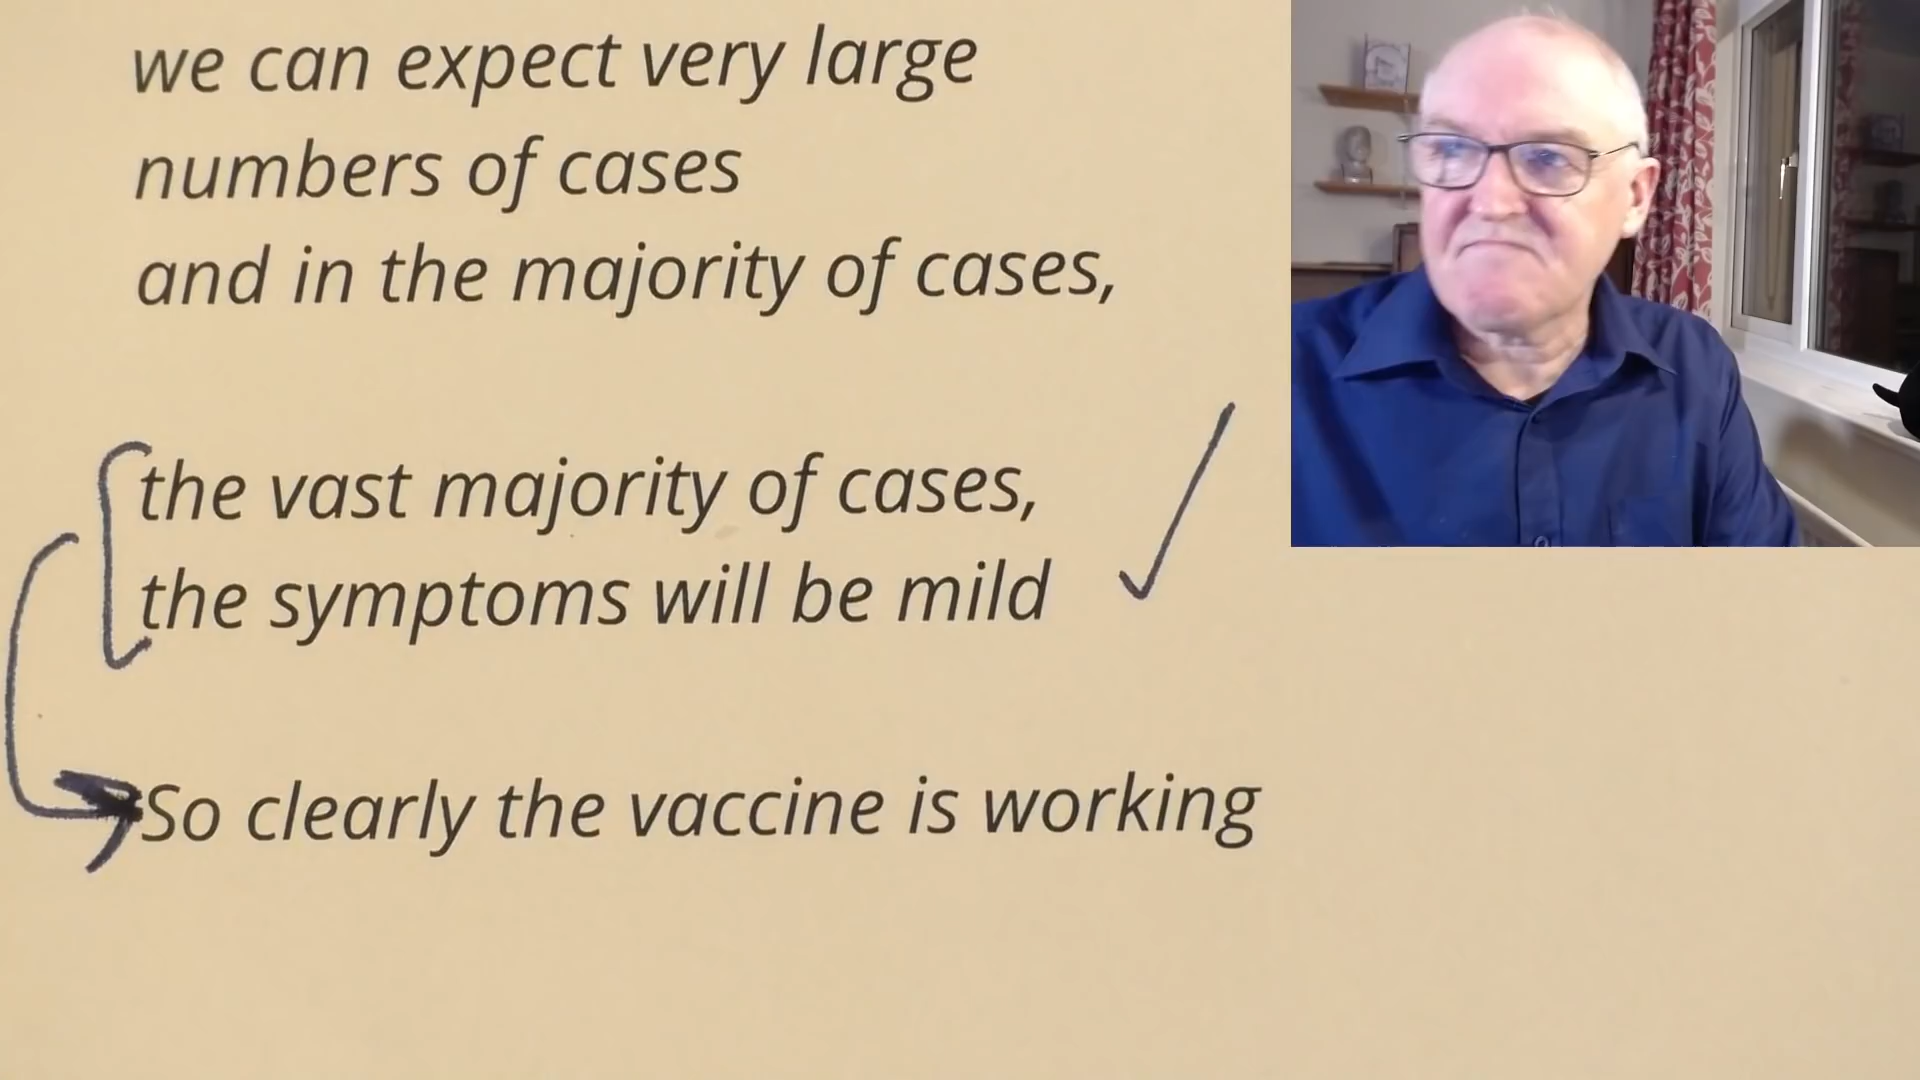 we can expect very large
numbers of cases
and in the majority of cases,
the vast majority of cases,
the symptoms will be mild
So clearly the vaccine is working